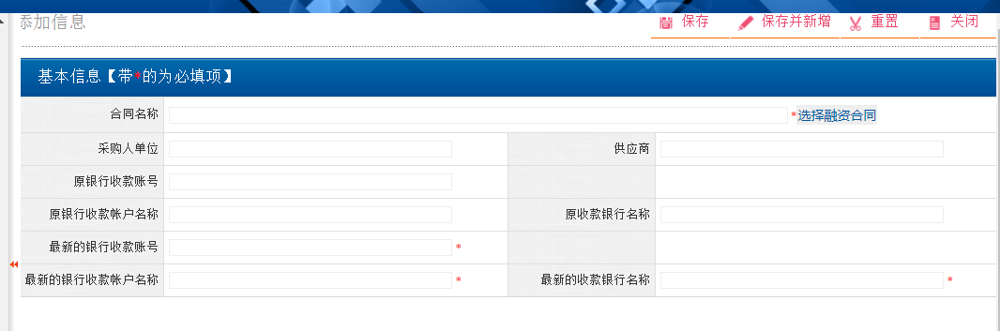 添加信息
保存 保存并新增 重置 关闭
基本信息【带*的为必填项】
合同名称 *选择融资合同
采购人单位 供应商
原银行收款账号
原银行收款帐户名称 原收款银行名称
最新的银行收款账号 *
最新的银行收款帐户名称 * 最新的收款银行名称 *